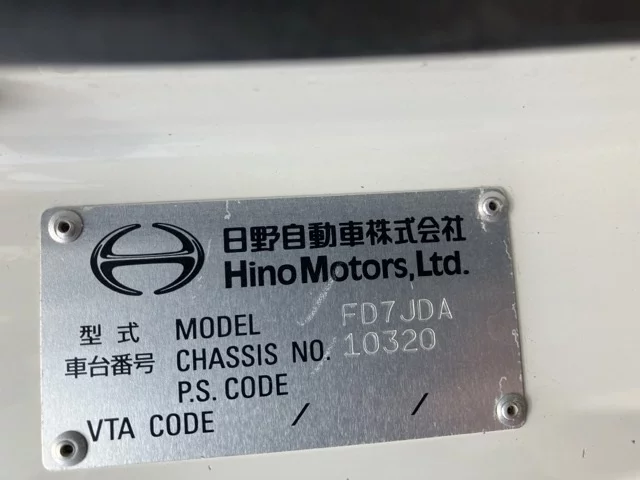 日野自動車株式会社
Hino Motors, Ltd.
型式 MODEL FD7JDA
車台番号 CHASSIS NO. 10320
P.S. CODE
VTA CODE / /